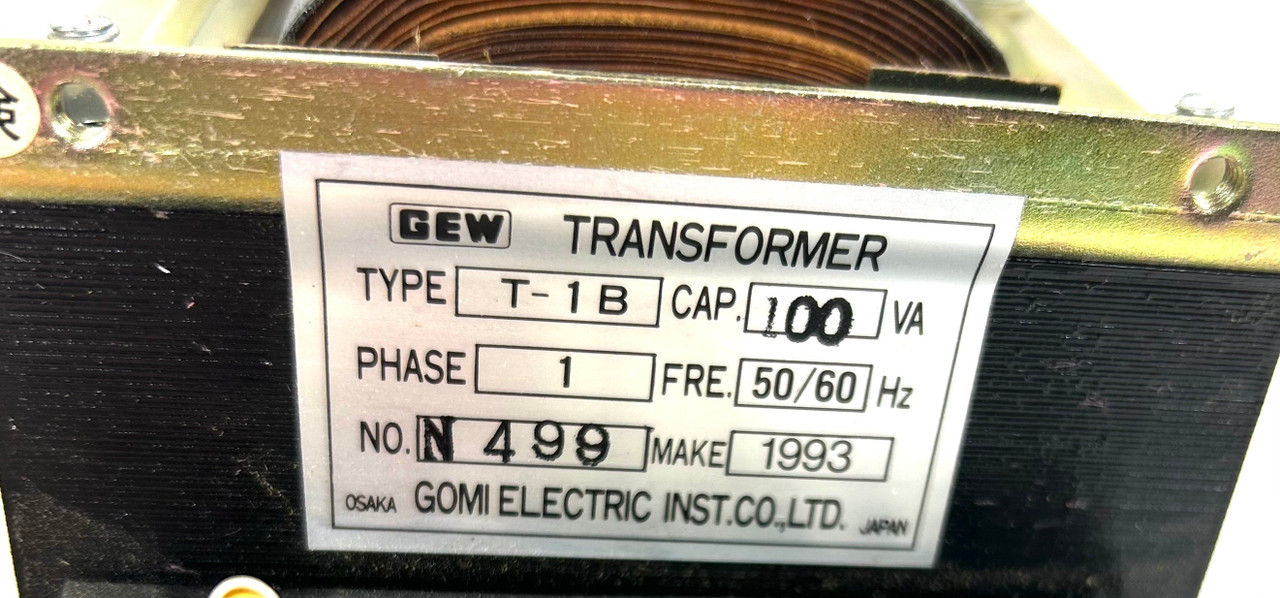 GEW TRANSFORMER
TYPE T-1B CAP. 100 VA
PHASE 1 FRE. 50/60 Hz
NO. N 499 MAKE 1993
OSAKA GOMI ELECTRIC INST.CO.,LTD. JAPAN